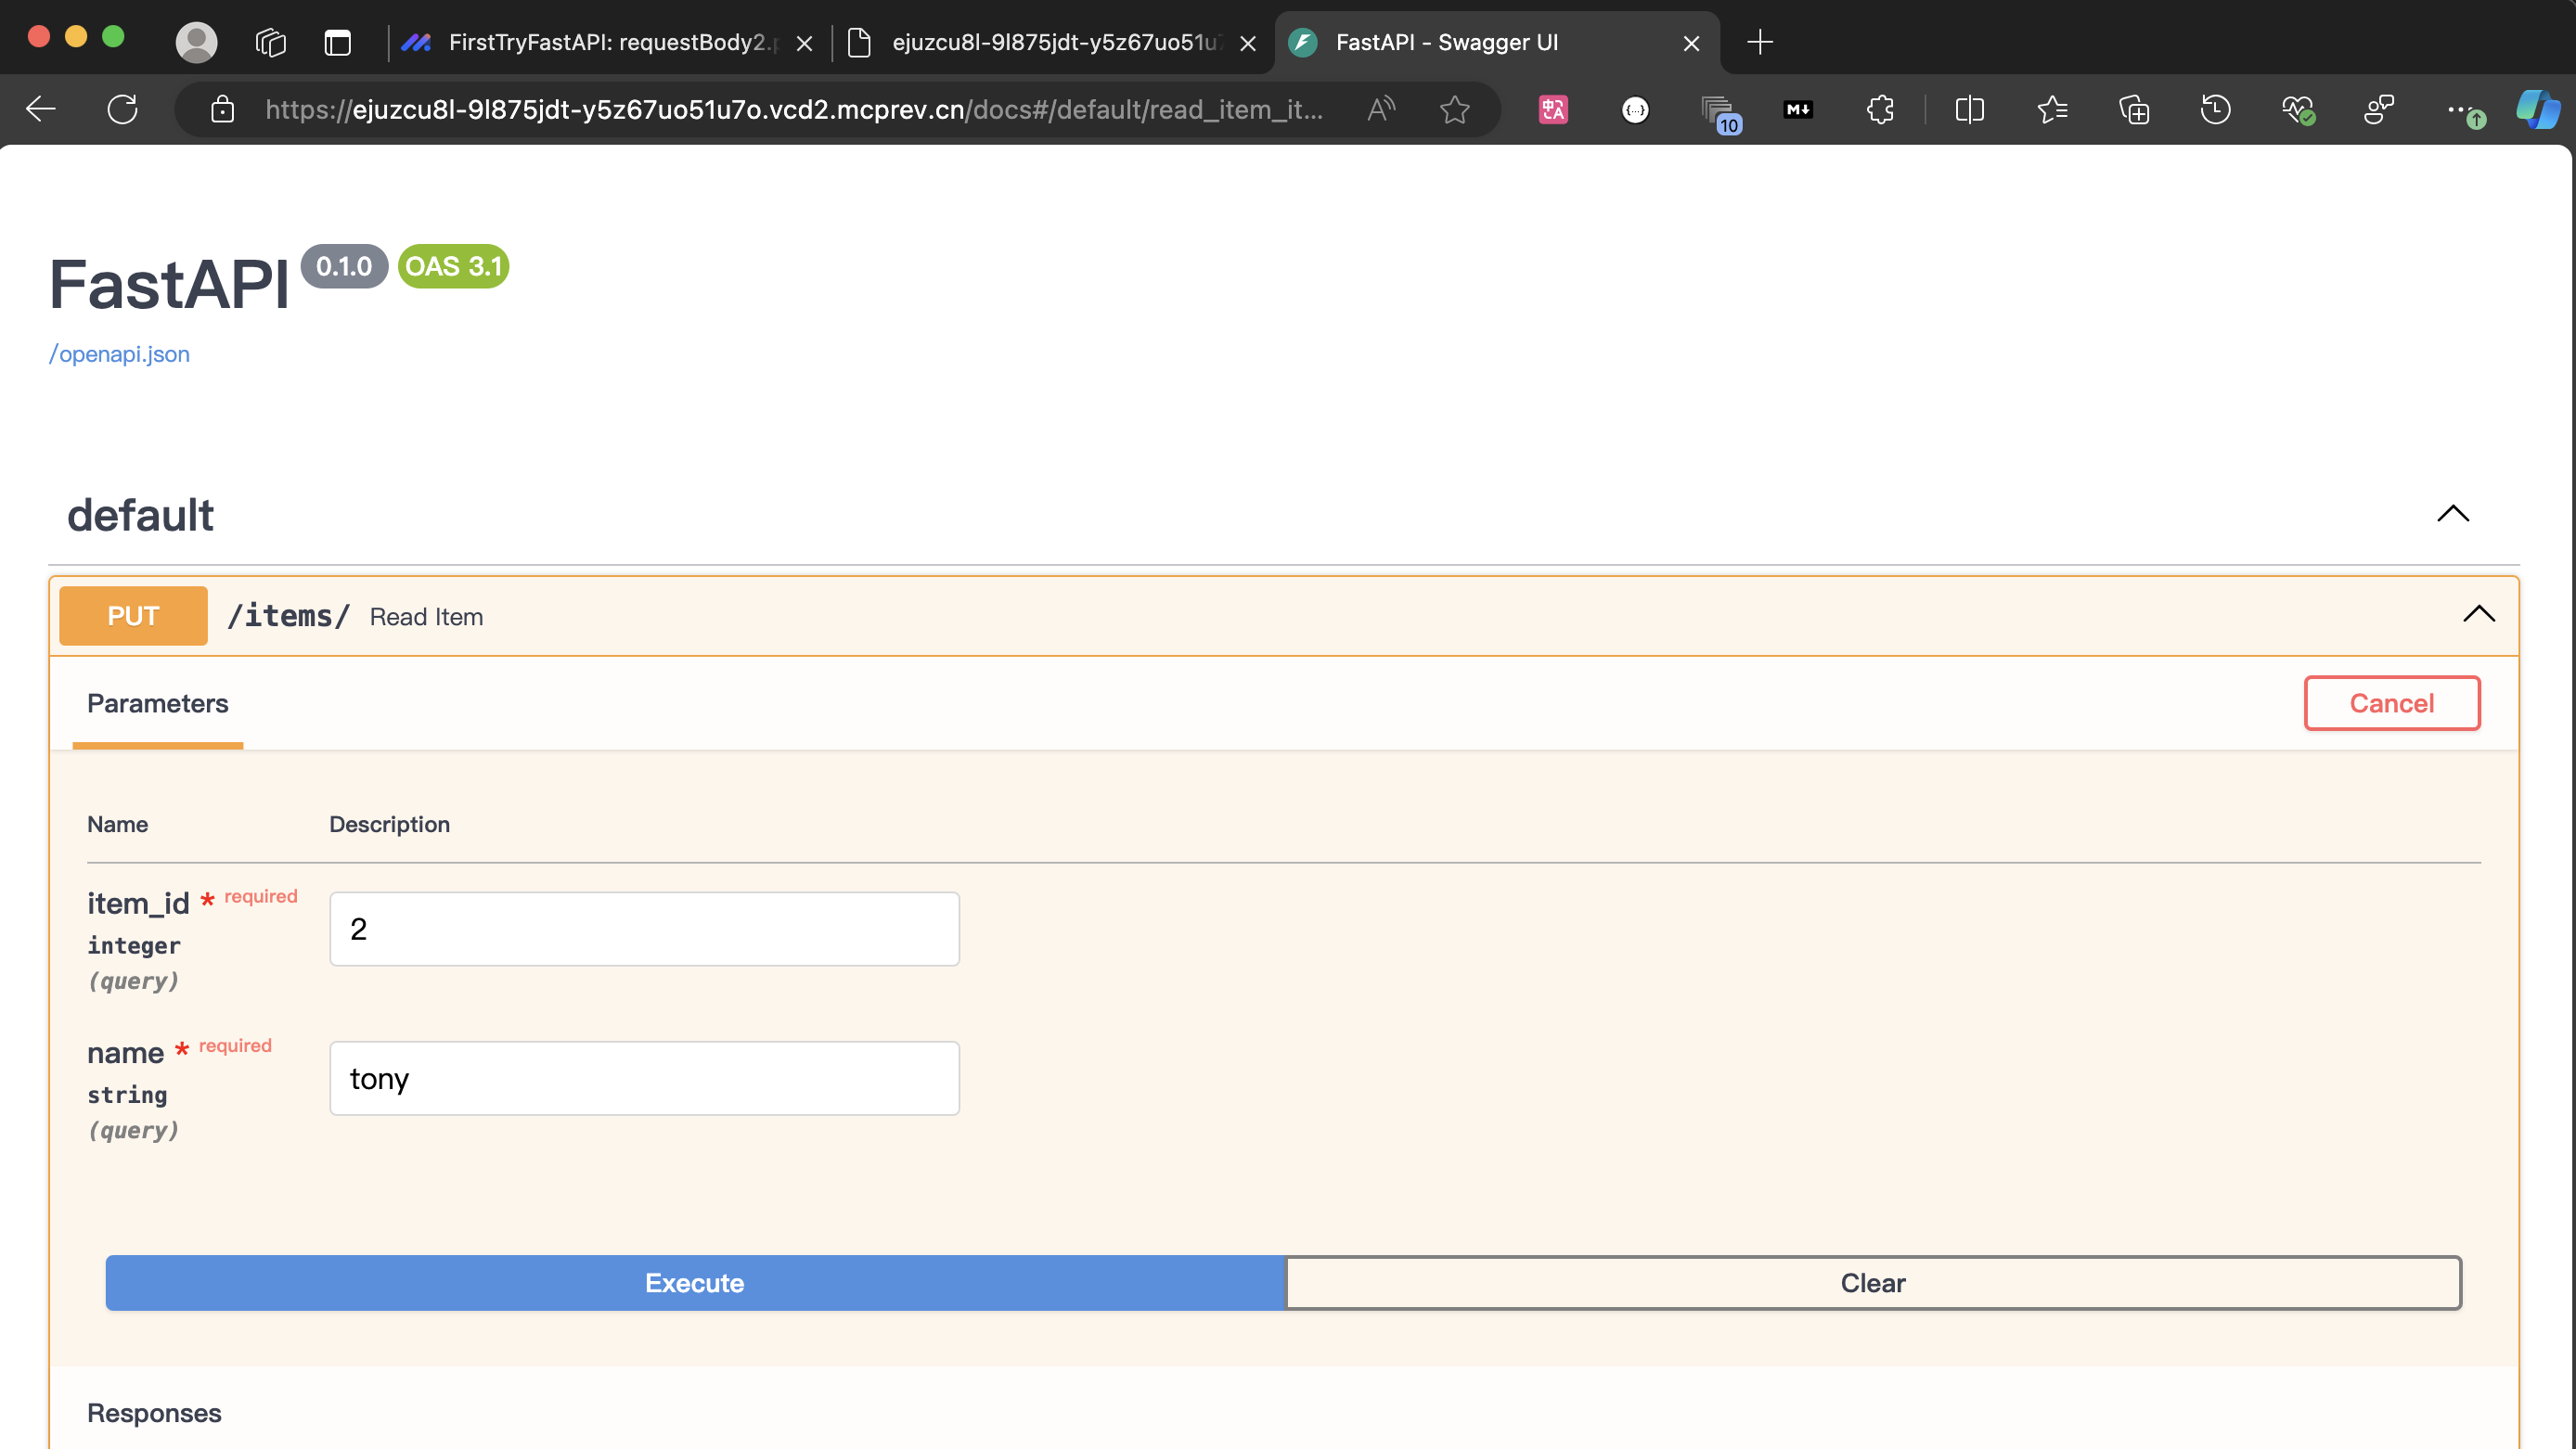 FirstTryFastAPI: requestBody2.p
ejuzcu8l-9l875jdt-y5z67uo51u7
FastAPI - Swagger UI
https://ejuzcu8l-9l875jdt-y5z67uo51u7o.vcd2.mcprev.cn/docs#/default/read_item_it...
10
M↓
FastAPI 0.1.0 OAS 3.1
/openapi.json
default
PUT /items/ Read Item
Parameters Cancel
Name Description
item_id * required
2
integer
(query)
name * required
tony
string
(query)
Execute Clear
Responses